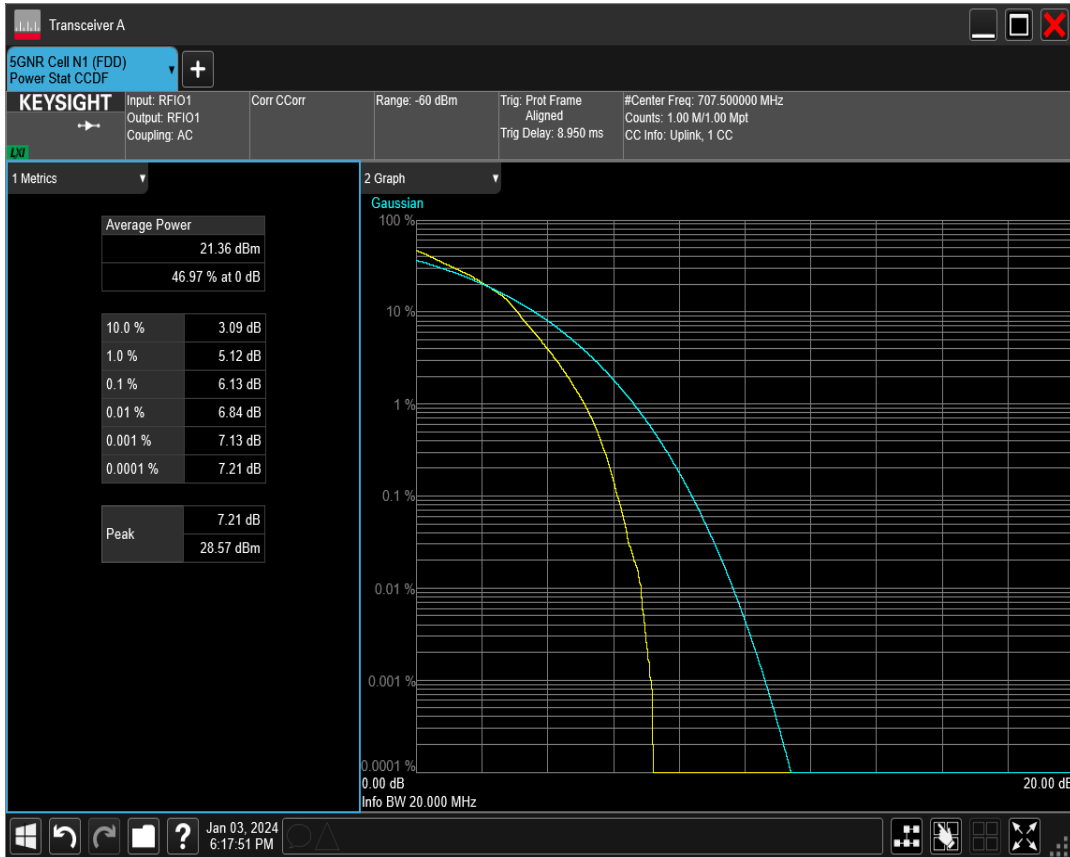 Transceiver A
5GNR Cell N1 (FDD)
Power Stat CCDF
KEYSIGHT
LXI
Input: RFIO1
Output: RFIO1
Coupling: AC
Corr CCorr
Range: -60 dBm
Trig: Prot Frame
Aligned
Trig Delay: 8.950 ms
#Center Freq: 707.500000 MHz
Counts: 1.00 M/1.00 Mpt
CC Info: Uplink, 1 CC
1 Metrics
Average Power
21.36 dBm
46.97 % at 0 dB
10.0 % 3.09 dB
1.0 % 5.12 dB
0.1 % 6.13 dB
0.01 % 6.84 dB
0.001 % 7.13 dB
0.0001 % 7.21 dB
Peak
7.21 dB
28.57 dBm
2 Graph
Gaussian
100 %
10 %
1 %
0.1 %
0.01 %
0.001 %
0.0001 %
0.00 dB 20.00 dB
Info BW 20.000 MHz
?
Jan 03, 2024
6:17:51 PM